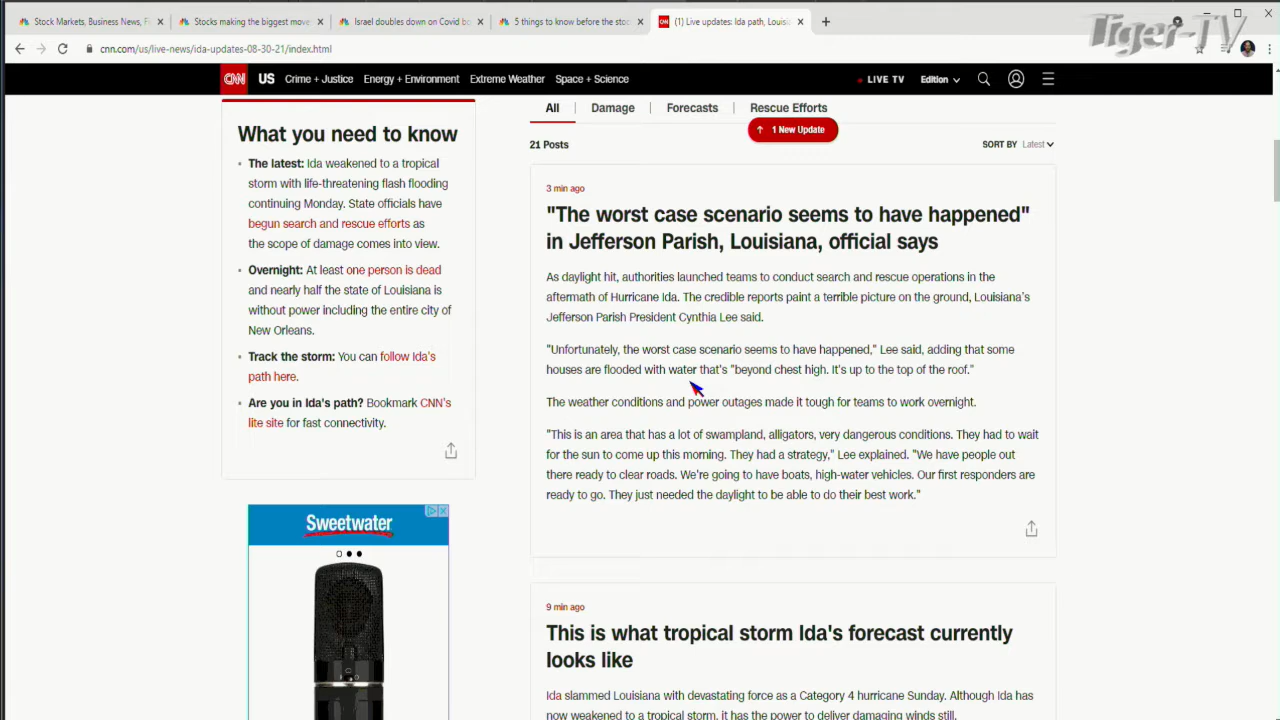 Stock Markets, Business News, Fi
Stocks making the biggest move
Israel doubles down on Covid bo
5 things to know before the stoc
(1) Live updates: Ida path, Louisi
Tiger-TV
cnn.com/us/live-news/ida-updates-08-30-21/index.html
CNN US Crime + Justice Energy + Environment Extreme Weather Space + Science LIVE TV Edition
All Damage Forecasts Rescue Efforts
1 New Update
21 Posts
SORT BY Latest
What you need to know
• The latest: Ida weakened to a tropical
storm with life-threatening flash flooding
continuing Monday. State officials have
begun search and rescue efforts as
the scope of damage comes into view.
• Overnight: At least one person is dead
and nearly half the state of Louisiana is
without power including the entire city of
New Orleans.
• Track the storm: You can follow Ida's
path here.
• Are you in Ida's path? Bookmark CNN's
lite site for fast connectivity.
Sweetwater
3 min ago
"The worst case scenario seems to have happened"
in Jefferson Parish, Louisiana, official says
As daylight hit, authorities launched teams to conduct search and rescue operations in the
aftermath of Hurricane Ida. The credible reports paint a terrible picture on the ground, Louisiana's
Jefferson Parish President Cynthia Lee said.
"Unfortunately, the worst case scenario seems to have happened," Lee said, adding that some
houses are flooded with water that's "beyond chest high. It's up to the top of the roof."
The weather conditions and power outages made it tough for teams to work overnight.
"This is an area that has a lot of swampland, alligators, very dangerous conditions. They had to wait
for the sun to come up this morning. They had a strategy," Lee explained. "We have people out
there ready to clear roads. We're going to have boats, high-water vehicles. Our first responders are
ready to go. They just needed the daylight to be able to do their best work."
9 min ago
This is what tropical storm Ida's forecast currently
looks like
Ida slammed Louisiana with devastating force as a Category 4 hurricane Sunday. Although Ida has
now weakened to a tropical storm, it has the power to deliver damaging winds still.